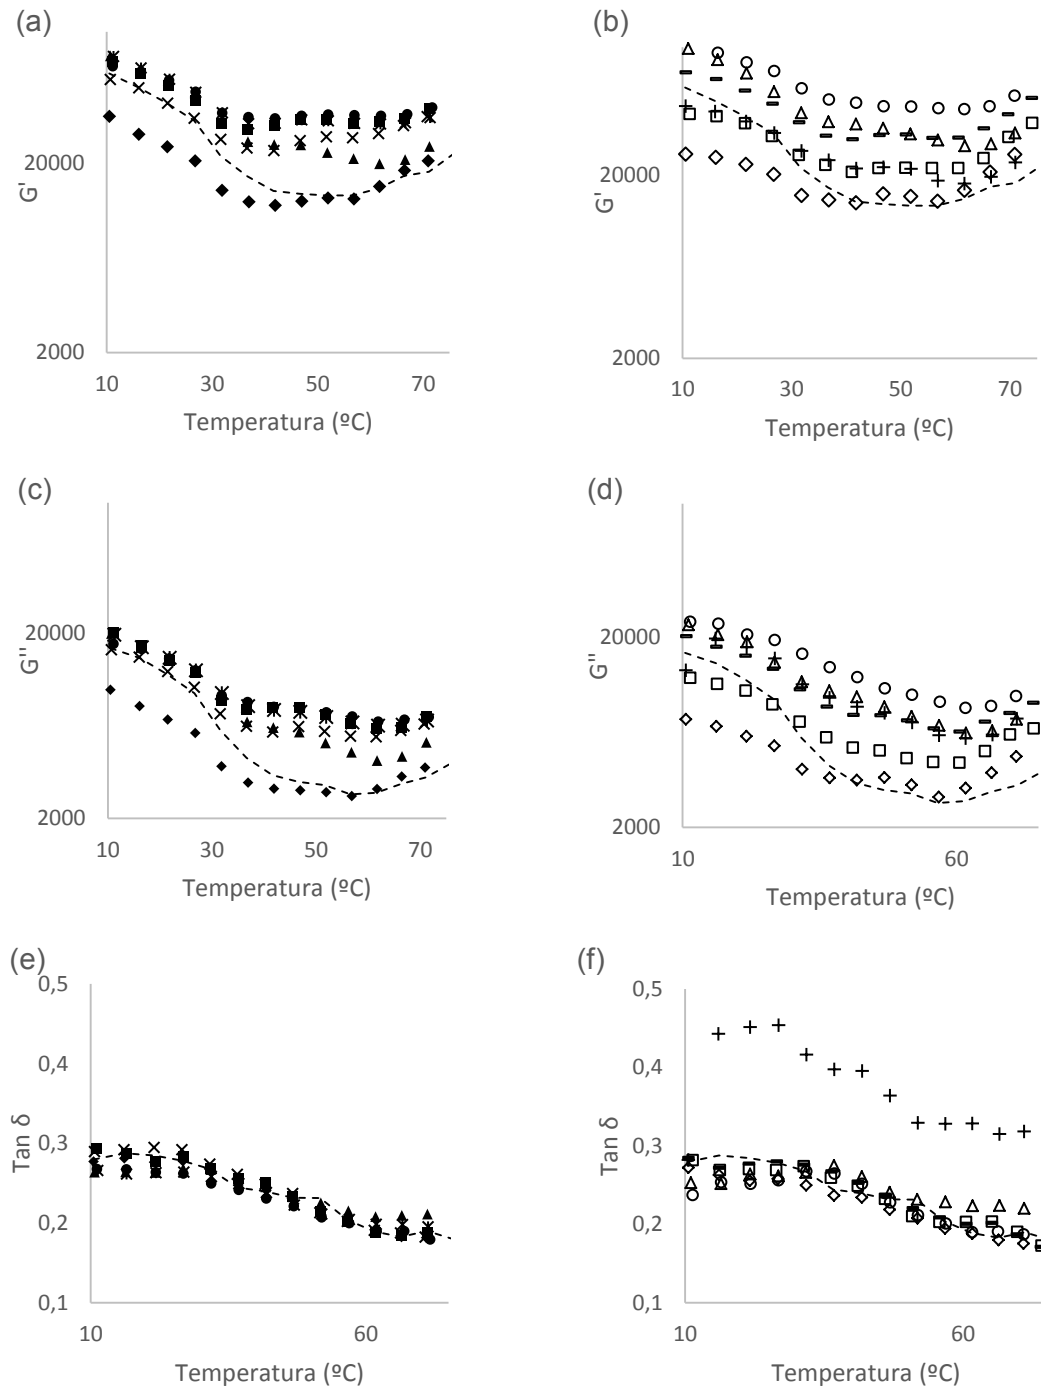 (a)
G'
20000
2000
10 30 50 70
Temperatura (ºC)
(b)
G'
20000
2000
10 30 50 70
Temperatura (ºC)
(c)
G''
20000
2000
10 30 50 70
Temperatura (ºC)
(d)
G''
20000
2000
10 60
Temperatura (ºC)
(e)
Tan δ
0,5
0,4
0,3
0,2
0,1
10 60
Temperatura (ºC)
(f)
Tan δ
0,5
0,4
0,3
0,2
0,1
10 60
Temperatura (ºC)